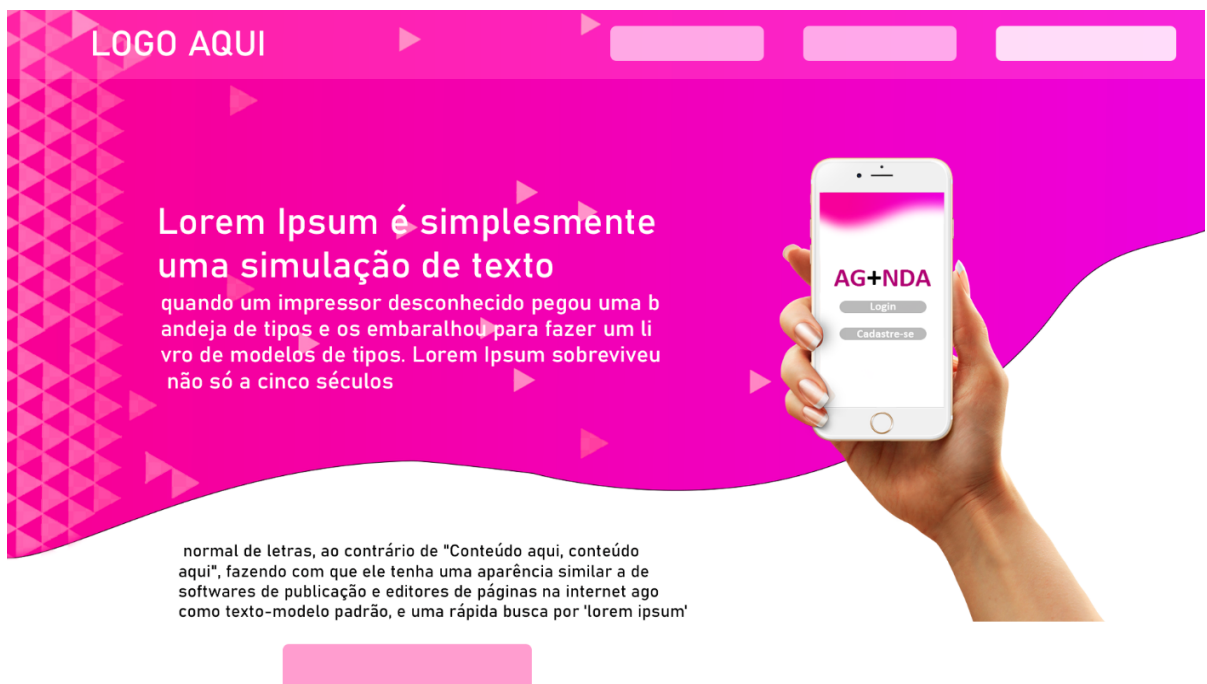 LOGO AQUI
Lorem Ipsum é simplesmente
uma simulação de texto
quando um impressor desconhecido pegou uma b
andeja de tipos e os embaralhou para fazer um li
vro de modelos de tipos. Lorem Ipsum sobreviveu
não só a cinco séculos
AG+NDA
Login
Cadastre-se
normal de letras, ao contrário de "Conteúdo aqui, conteúdo
aqui", fazendo com que ele tenha uma aparência similar a de
softwares de publicação e editores de páginas na internet ago
como texto-modelo padrão, e uma rápida busca por 'lorem ipsum'